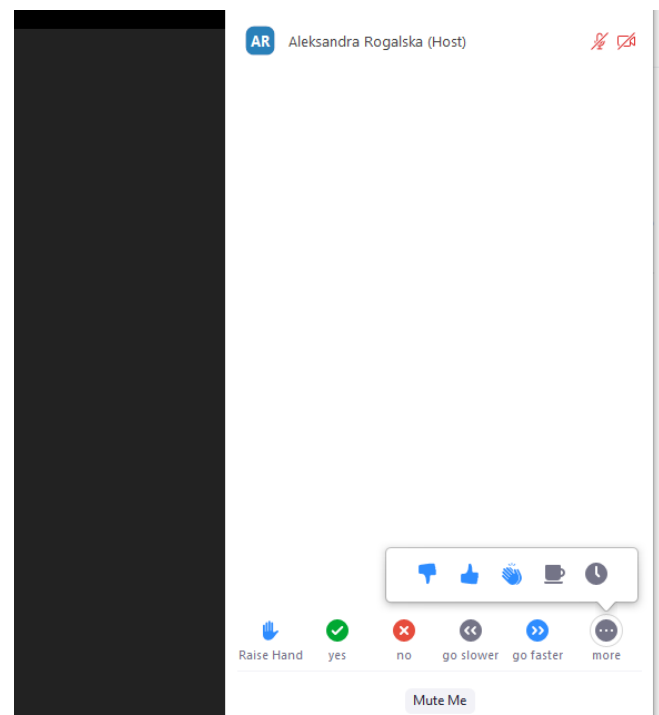 AR Aleksandra Rogalska (Host)
Raise Hand yes no go slower go faster more
Mute Me